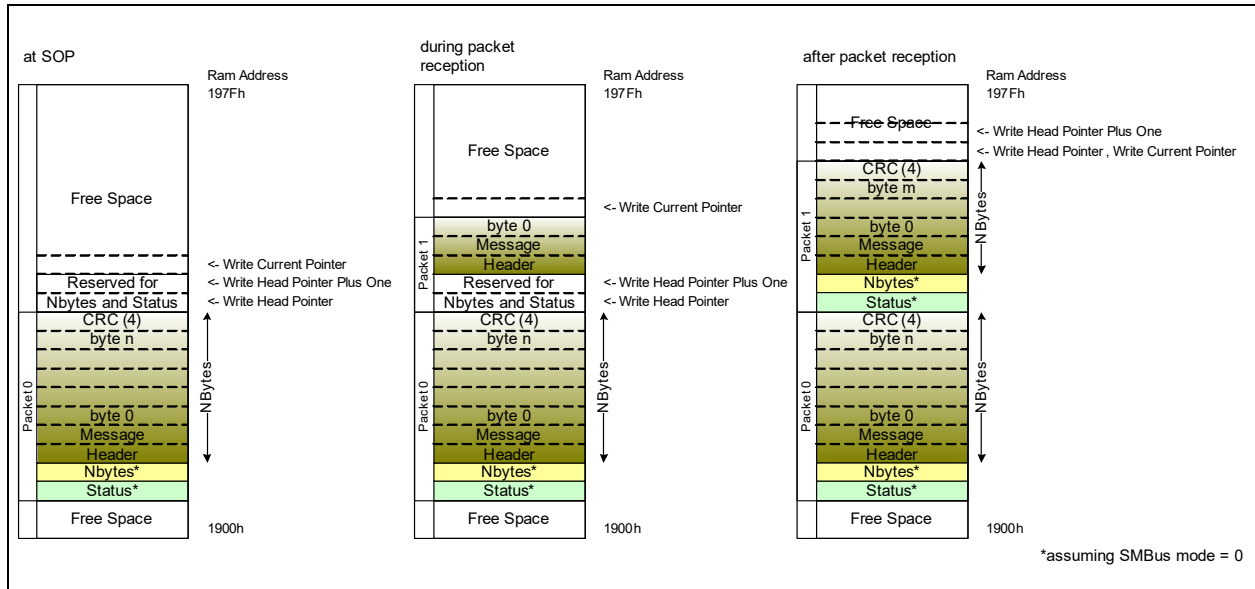 at SOP
Ram Address
197Fh
Free Space
<- Write Current Pointer
Reserved for
<- Write Head Pointer Plus One
Nbytes and Status
<- Write Head Pointer
CRC (4)
byte n
byte 0
Message
Header
Nbytes*
Status*
Free Space
1900h
Packet 0
NBytes
during packet
reception
Ram Address
197Fh
Free Space
<- Write Current Pointer
byte 0
Message
Header
Reserved for
<- Write Head Pointer Plus One
Nbytes and Status
<- Write Head Pointer
CRC (4)
byte n
byte 0
Message
Header
Nbytes*
Status*
Free Space
1900h
Packet 1
Packet 0
NBytes
after packet reception
Ram Address
197Fh
Free Space
<- Write Head Pointer Plus One
<- Write Head Pointer , Write Current Pointer
CRC (4)
byte m
byte 0
Message
Header
Nbytes*
Status*
CRC (4)
byte n
byte 0
Message
Header
Nbytes*
Status*
Free Space
1900h
Packet 1
Packet 0
NBytes
NBytes
*assuming SMBus mode = 0